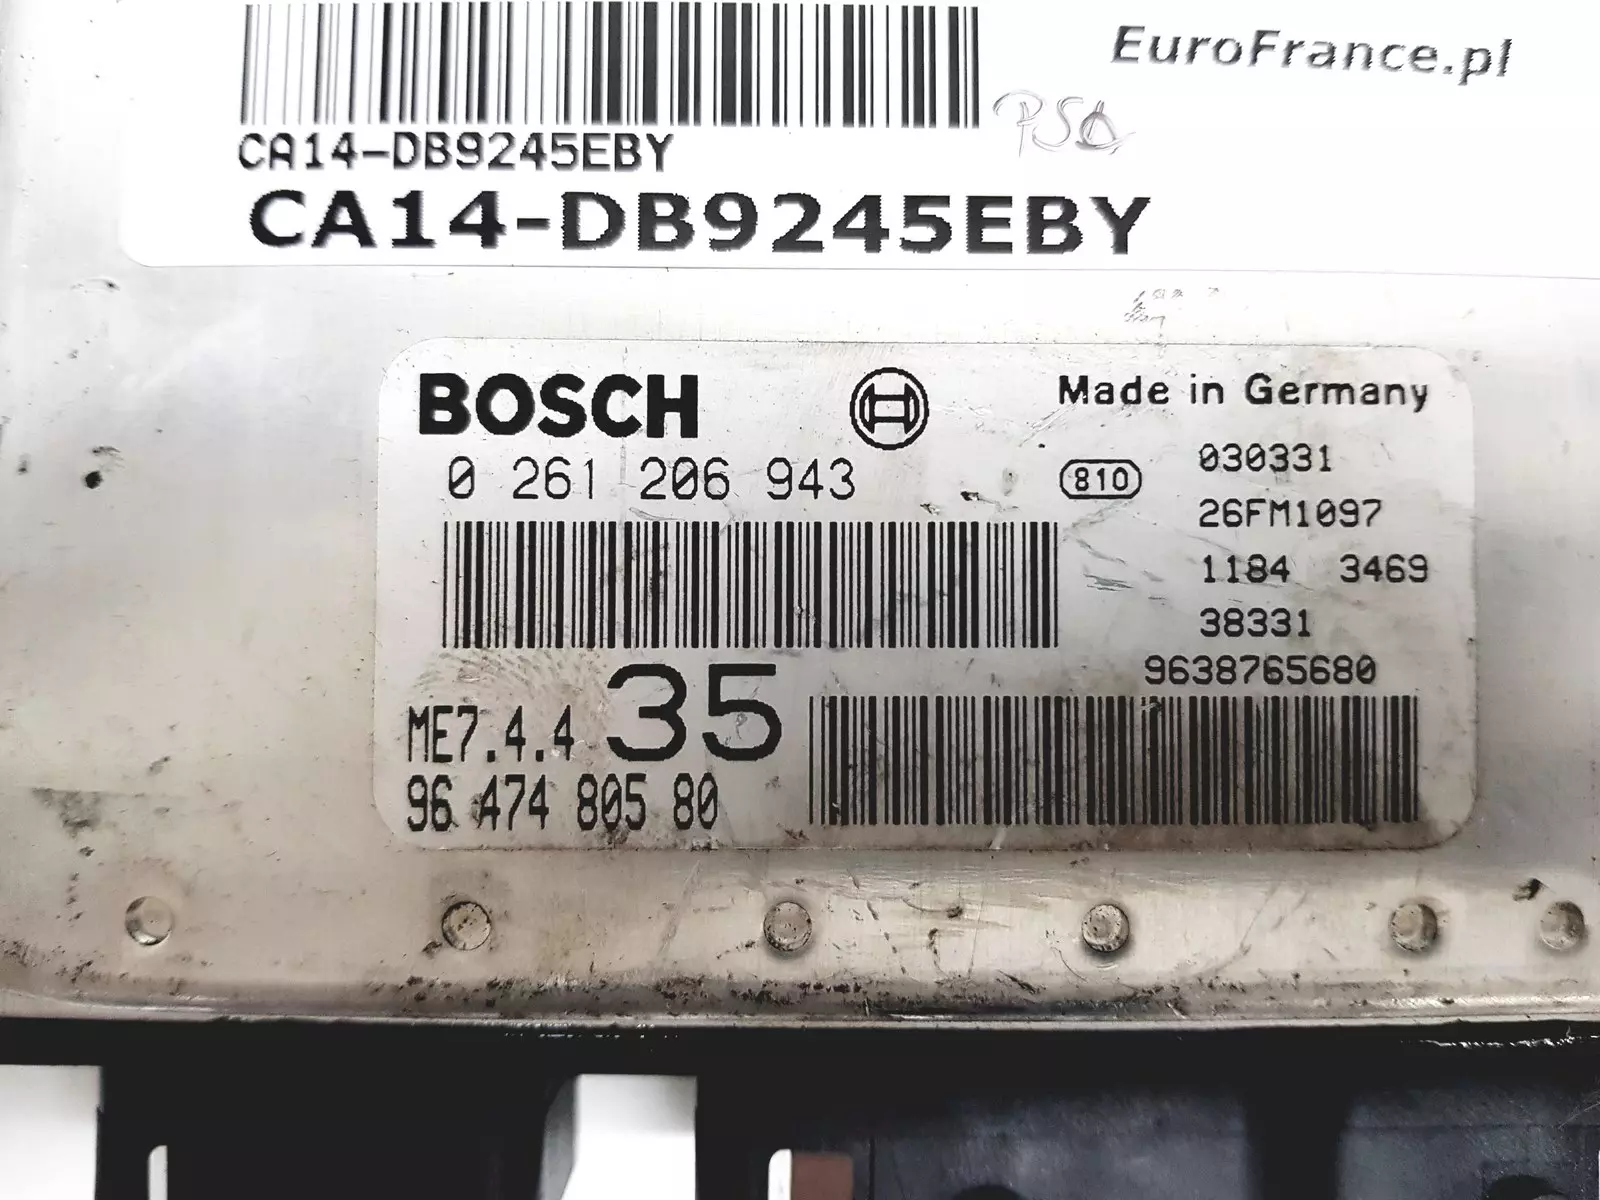 EuroFrance.pl
PSA
CA14-DB9245EBY
CA14-DB9245EBY
BOSCH
Made in Germany
0 261 206 943
810
030331
26FM1097
1184 3469
38331
9638765680
ME7.4.4 35
96 474 805 80